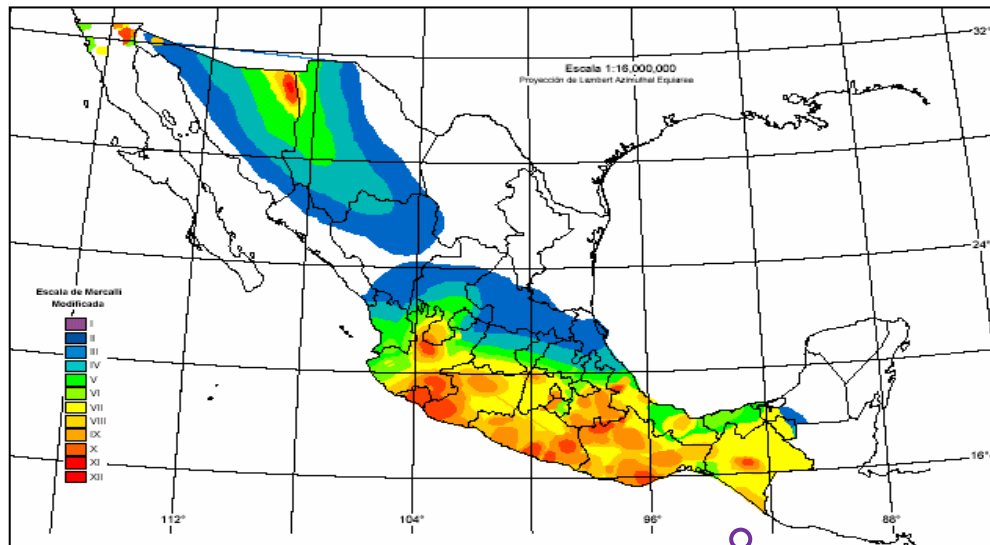 32°
Escala 1:16,000,000
Proyección de Lambert Azimuthal Equiarea
24°
Escala de Mercalli
Modificada
I
II
III
IV
V
VI
VII
VIII
IX
X
XI
XII
16°
112°
104°
96°
88°